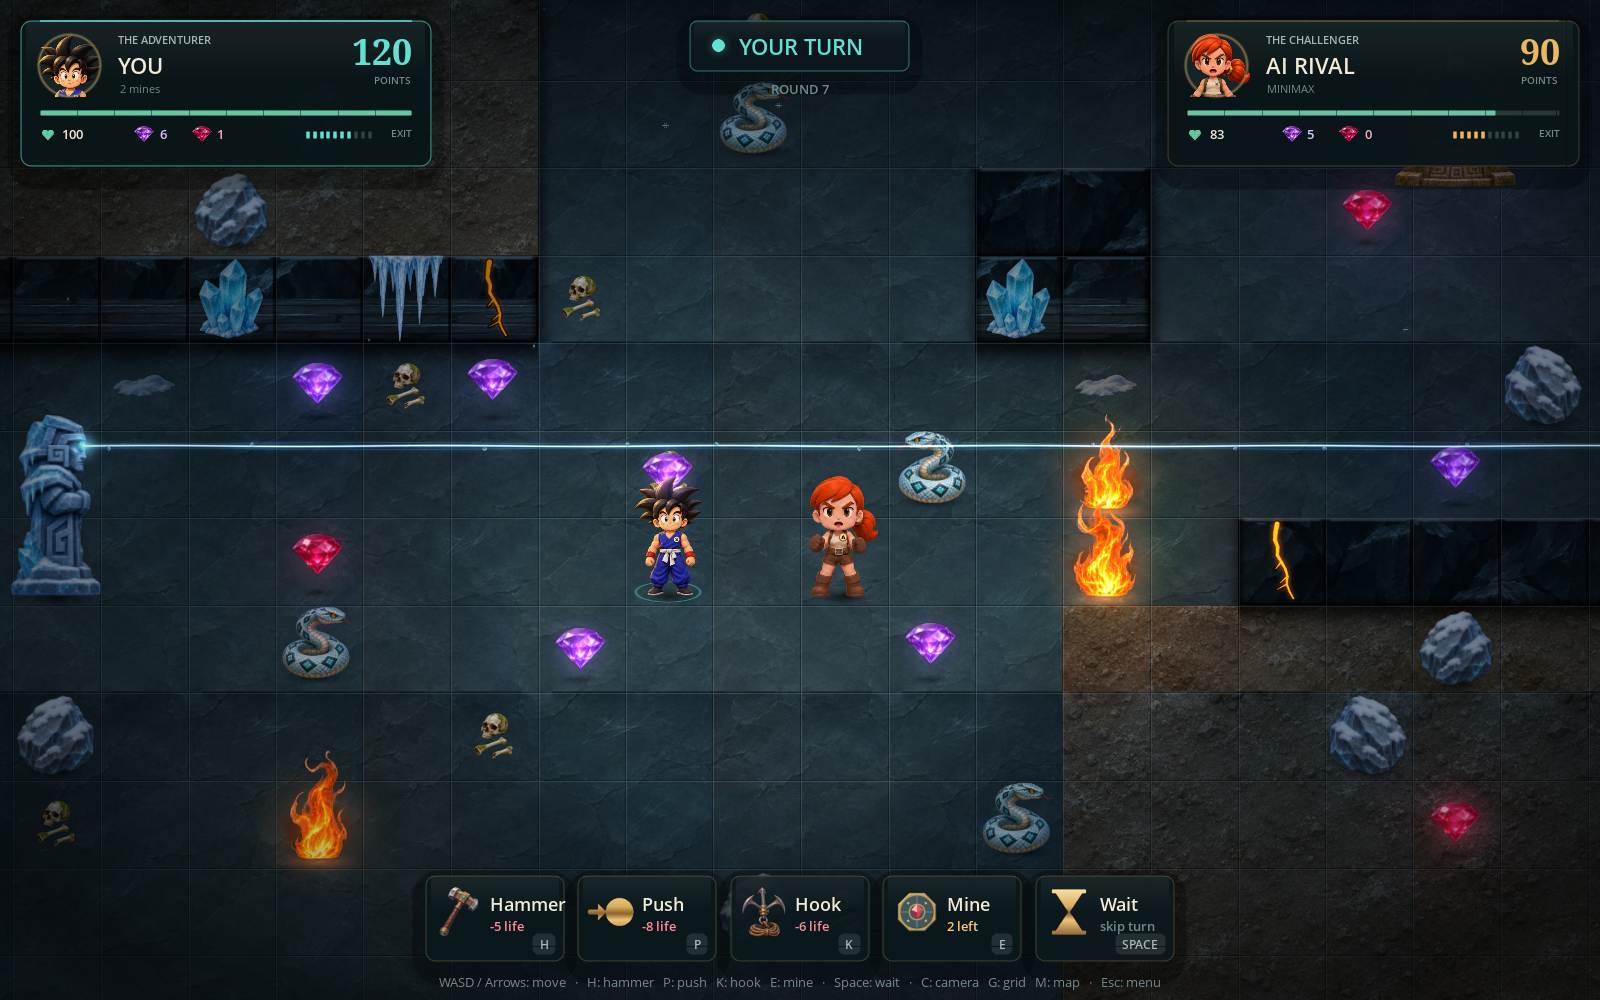 THE ADVENTURER
YOU
2 mines
120
POINTS
100
6
1
EXIT
YOUR TURN
ROUND 7
THE CHALLENGER
AI RIVAL
MINIMAX
90
POINTS
83
5
0
EXIT
Hammer
-5 life
H
Push
-8 life
P
Hook
-6 life
K
Mine
2 left
E
Wait
skip turn
SPACE
WASD / Arrows: move · H: hammer P: push K: hook E: mine · Space: wait · C: camera G: grid M: map · Esc: menu